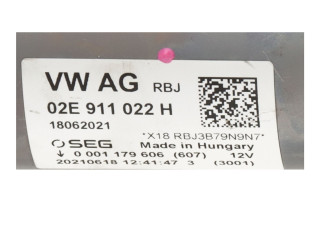 VW AG RBJ
02E 911 022 H
18062021
*X18 RBJ3B79N9N7*
SEG Made in Hungary
↓ 0 001 179 606 (607) 12V
20210618 12:41:47 3 (3001)